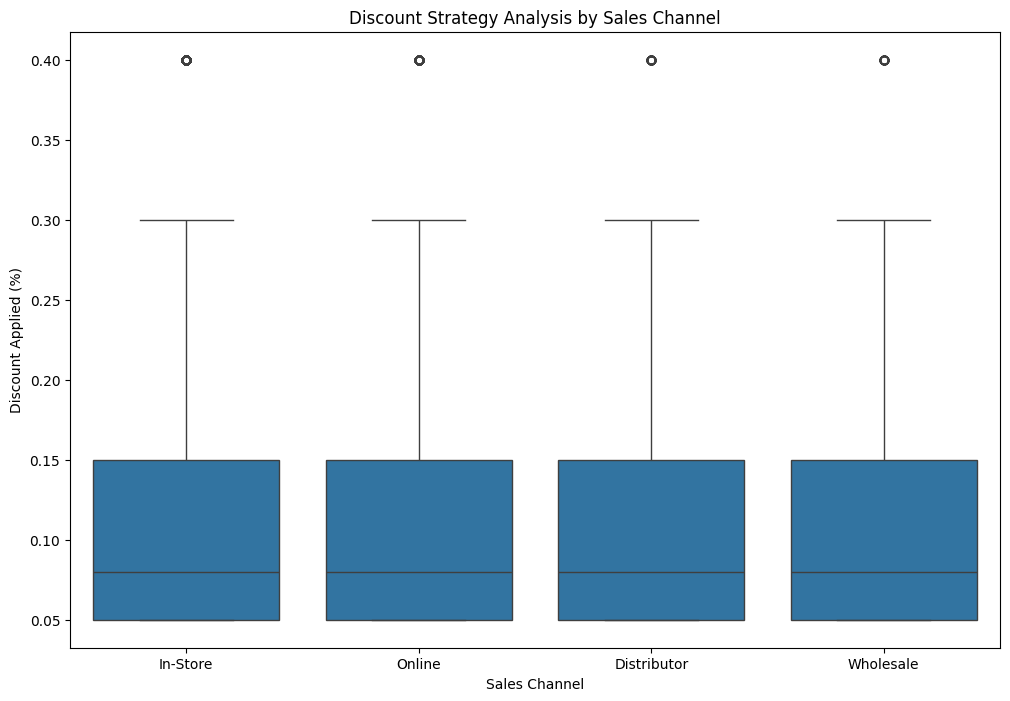 Discount Strategy Analysis by Sales Channel
Discount Applied (%)
0.40
0.35
0.30
0.25
0.20
0.15
0.10
0.05
In-Store
Online
Distributor
Wholesale
Sales Channel